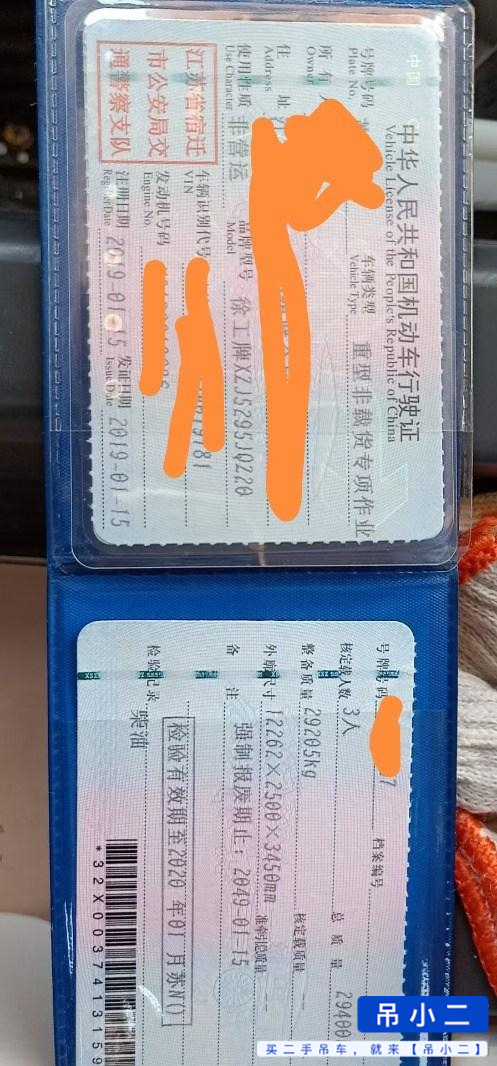 中华人民共和国机动车行驶证
Vehicle License of the People's Republic of China
号牌号码
Plate No.
车辆类型 重型非载货专项作业
Vehicle Type
所有人
Owner
住 址
Address
使用性质 非营运
Use Character
品牌型号 徐工牌XZJ5295JQZ20
Model
江苏省宿迁
市公安局交
通警察支队
车辆识别代号
VIN
发动机号码
Engine No.
注册日期 2019-01-15
Register Date
发证日期 2019-01-15
Issue Date
号牌号码 7
档案编号
核定载人数 3人
总质量 29400
整备质量 29205kg
核定载质量 --
外廓尺寸 12262×2500×3450mm
准牵引总质量 --
备 注 强制报废期止：2049-01-15
检验有效期至2020 年01 月苏N()
检验记录
柴油
*32X0037413159
吊小二
买二手吊车，就来【吊小二】